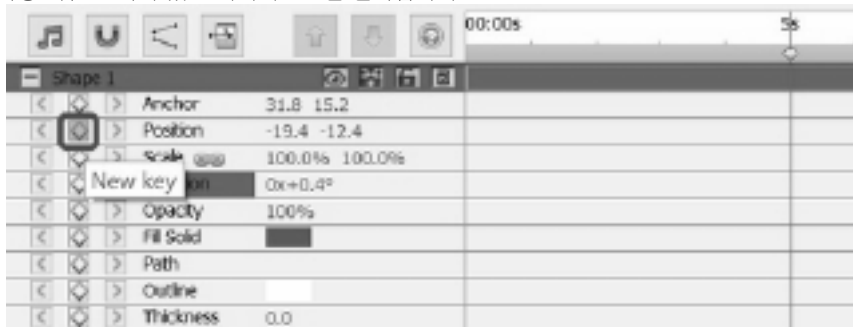 00:00s 5s
Shape 1
Anchor 31.8 15.2
Position -19.4 -12.4
Scale 100.0% 100.0%
New key 0x+0.4º
Opacity 100%
Fill Solid
Path
Outline
Thickness 0.0